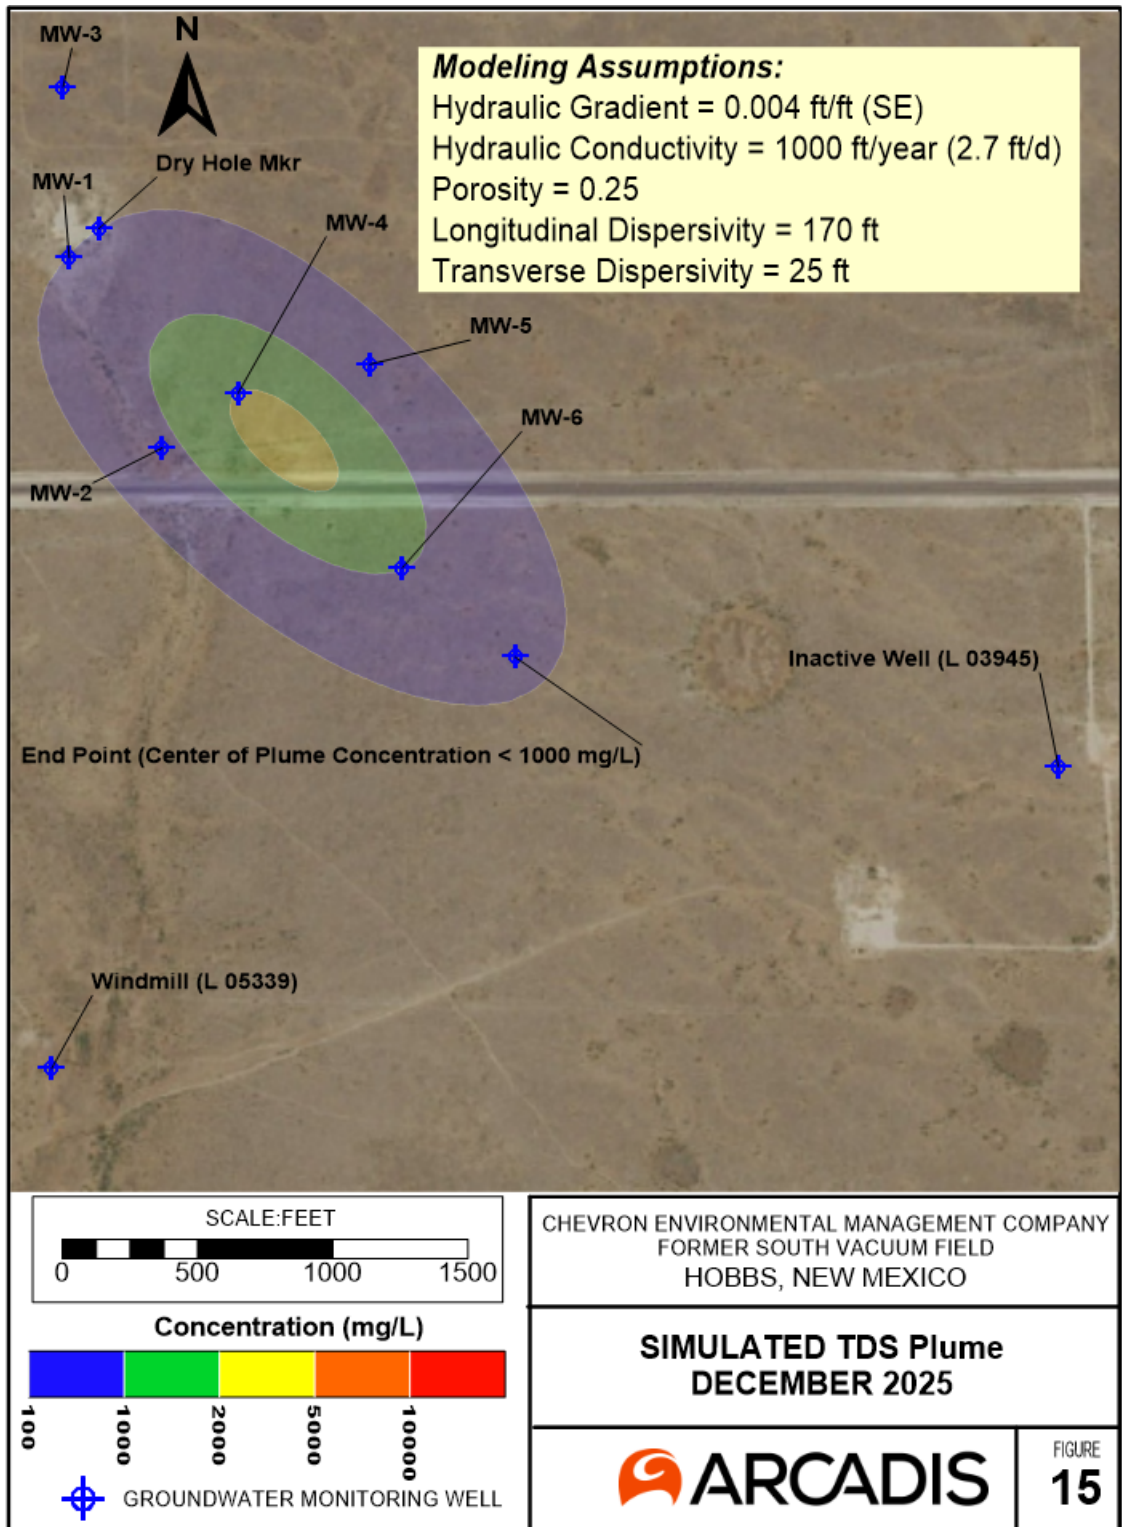 MW-3
N
Modeling Assumptions:
Hydraulic Gradient = 0.004 ft/ft (SE)
Hydraulic Conductivity = 1000 ft/year (2.7 ft/d)
Porosity = 0.25
Longitudinal Dispersivity = 170 ft
Transverse Dispersivity = 25 ft
Dry Hole Mkr
MW-1
MW-4
MW-5
MW-6
MW-2
Inactive Well (L 03945)
End Point (Center of Plume Concentration < 1000 mg/L)
Windmill (L 05339)
SCALE:FEET
0 500 1000 1500
Concentration (mg/L)
100 1000 2000 5000 10000
GROUNDWATER MONITORING WELL
CHEVRON ENVIRONMENTAL MANAGEMENT COMPANY
FORMER SOUTH VACUUM FIELD
HOBBS, NEW MEXICO
SIMULATED TDS Plume
DECEMBER 2025
ARCADIS
FIGURE
15